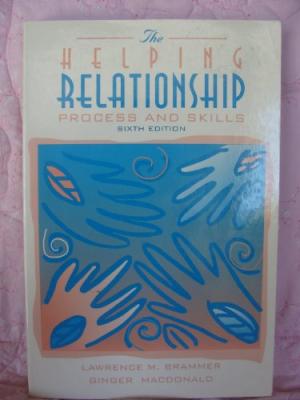 The
HELPING
RELATIONSHIP
PROCESS AND SKILLS
SIXTH EDITION
LAWRENCE M. BRAMMER
GINGER MACDONALD